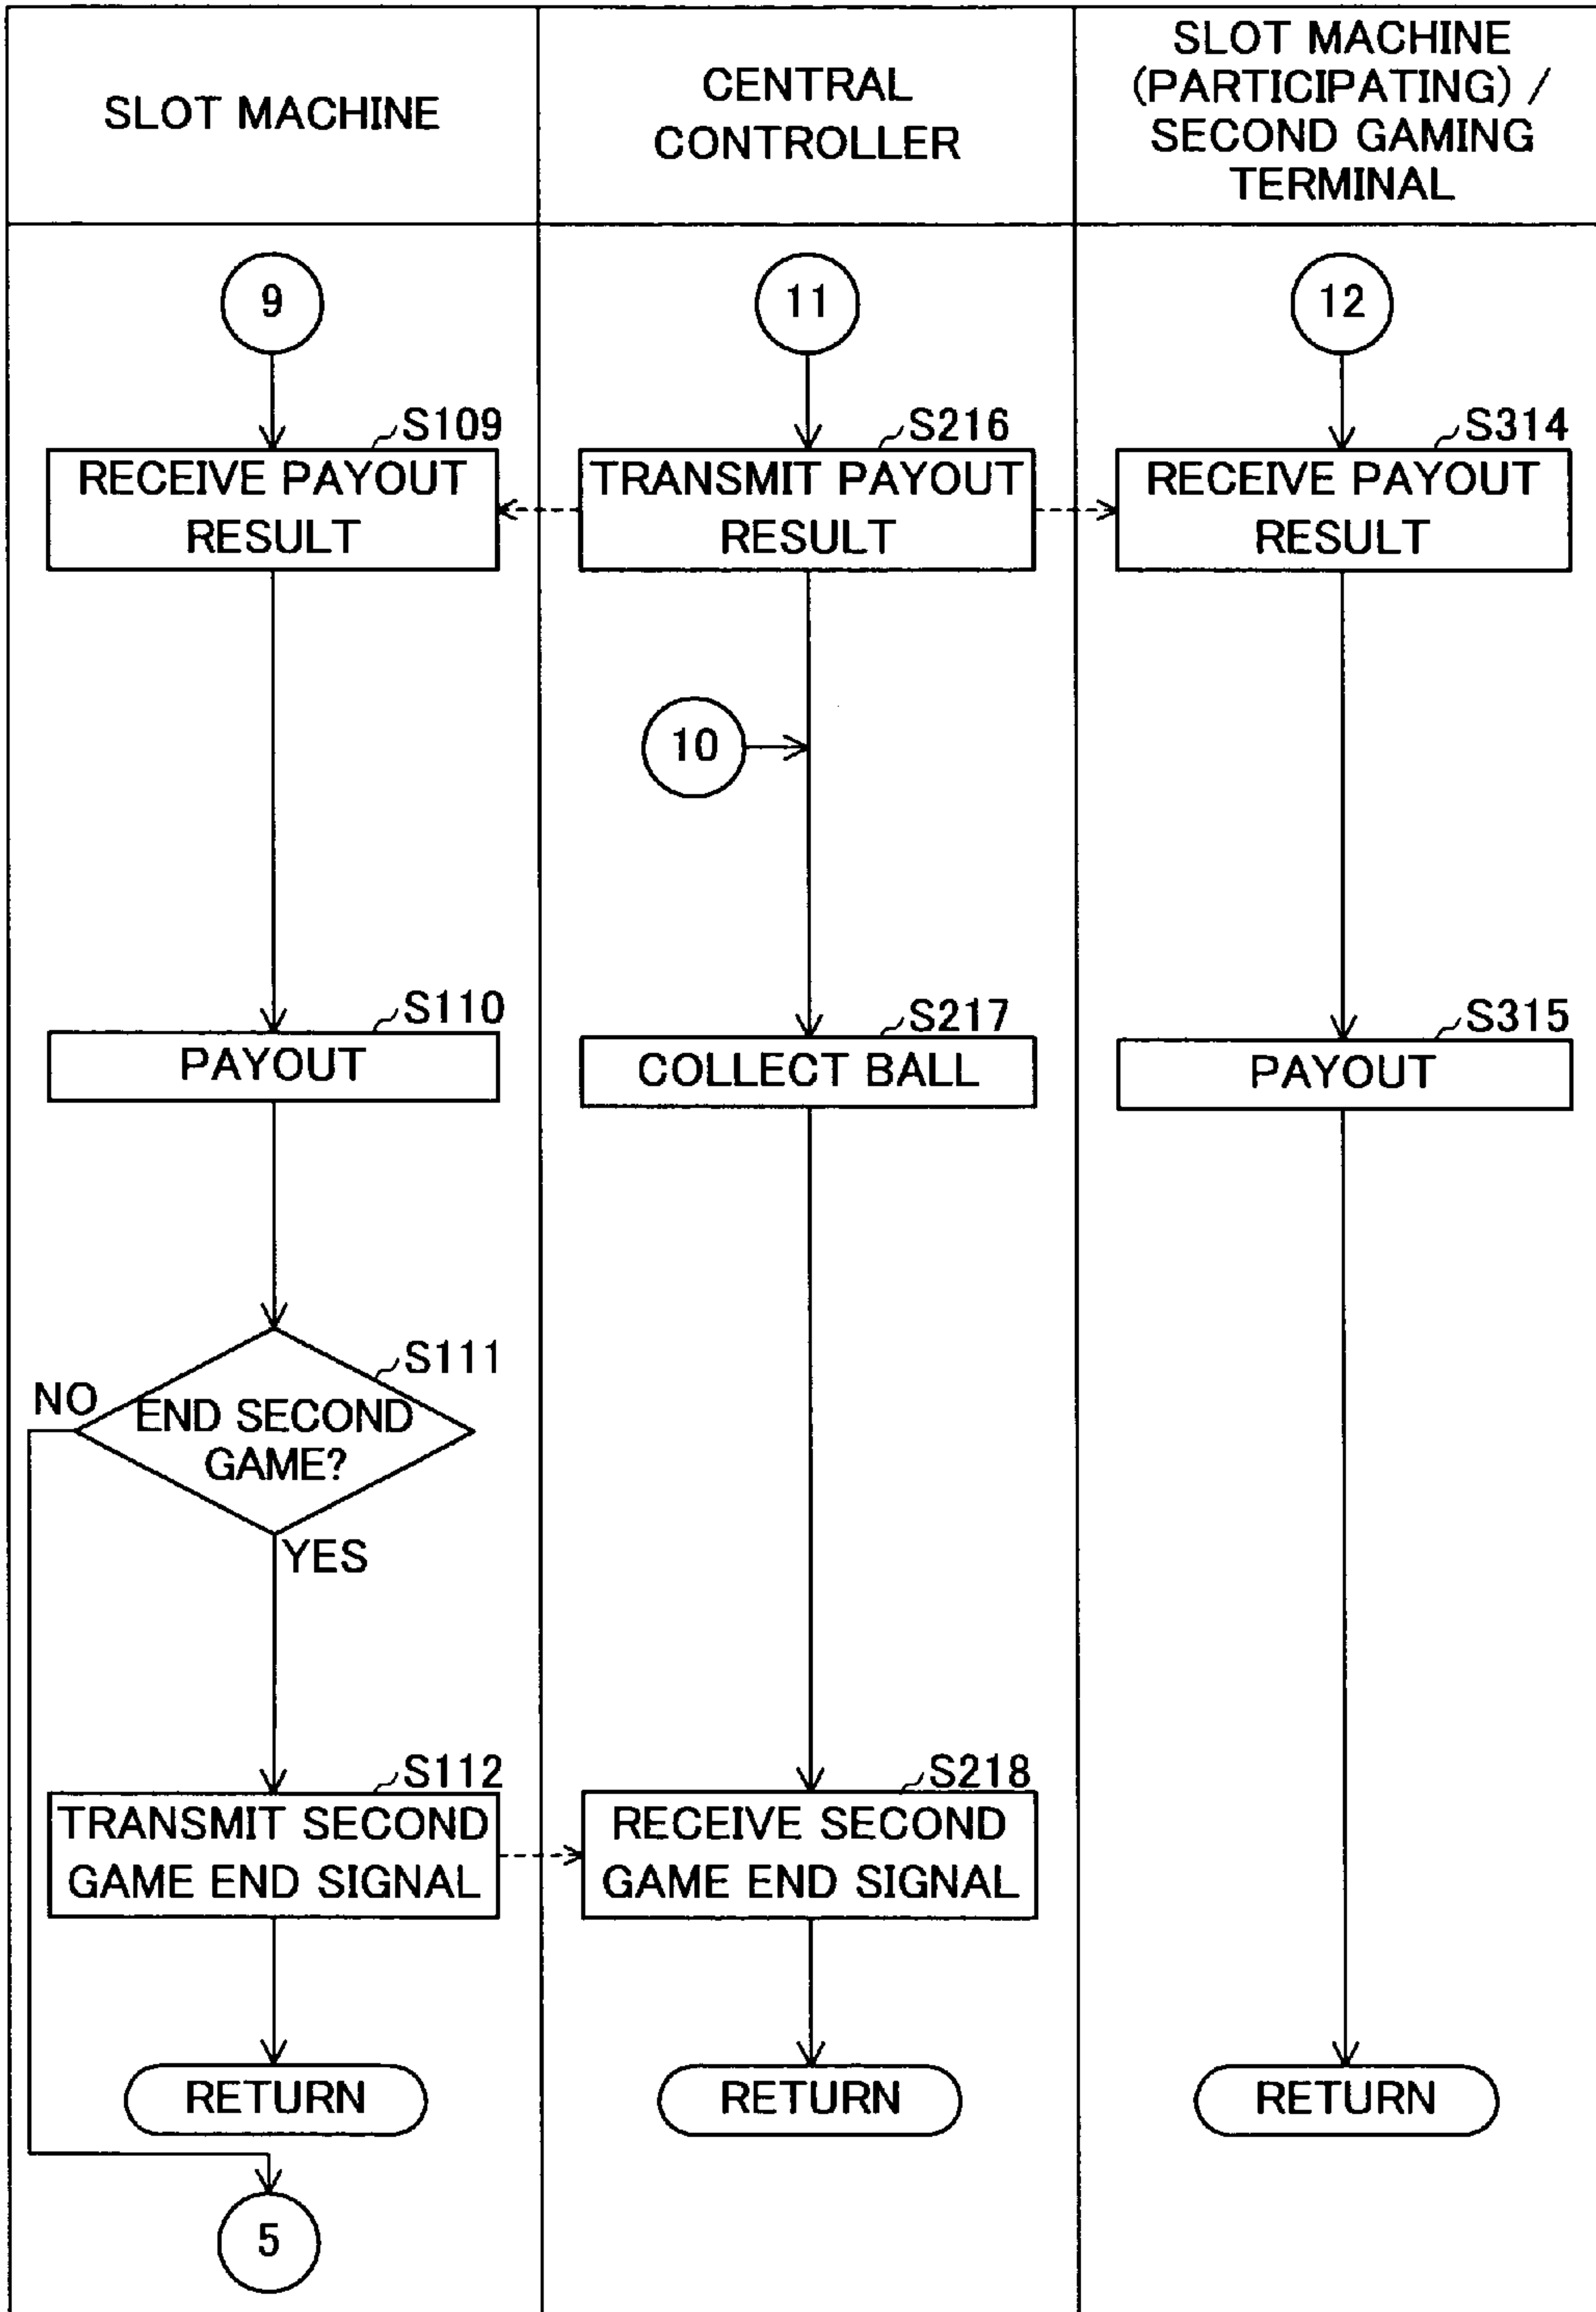 SLOT MACHINE
CENTRAL
CONTROLLER
SLOT MACHINE
(PARTICIPATING) /
SECOND GAMING
TERMINAL
9
11
12
S109
RECEIVE PAYOUT
RESULT
S216
TRANSMIT PAYOUT
RESULT
S314
RECEIVE PAYOUT
RESULT
10
S110
PAYOUT
S217
COLLECT BALL
S315
PAYOUT
S111
NO
END SECOND
GAME?
YES
S112
TRANSMIT SECOND
GAME END SIGNAL
S218
RECEIVE SECOND
GAME END SIGNAL
RETURN
RETURN
RETURN
5